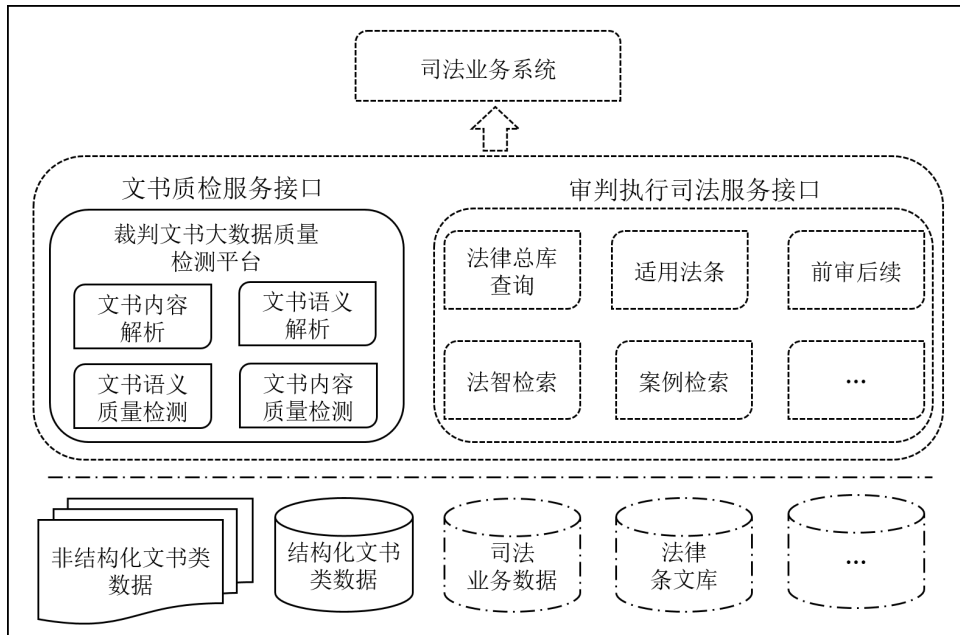 司法业务系统
文书质检服务接口
审判执行司法服务接口
裁判文书大数据质量
检测平台
文书内容
解析
文书语义
解析
文书语义
质量检测
文书内容
质量检测
法律总库
查询
适用法条
前审后续
法智检索
案例检索
…
非结构化文书类
数据
结构化文书
类数据
司法
业务数据
法律
条文库
…